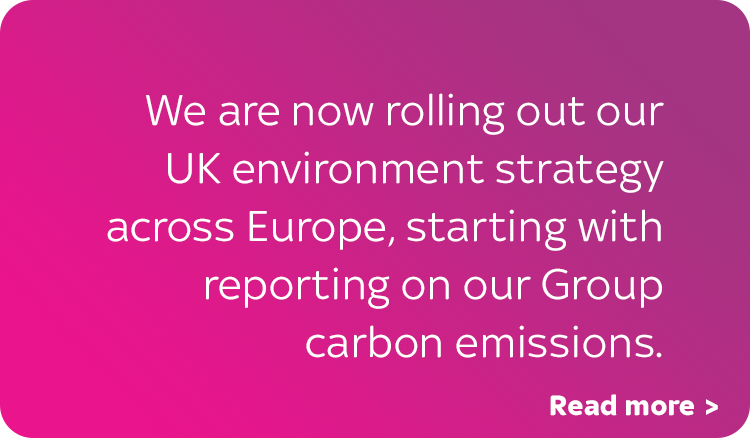 We are now rolling out our
UK environment strategy
across Europe, starting with
reporting on our Group
carbon emissions.
Read more >